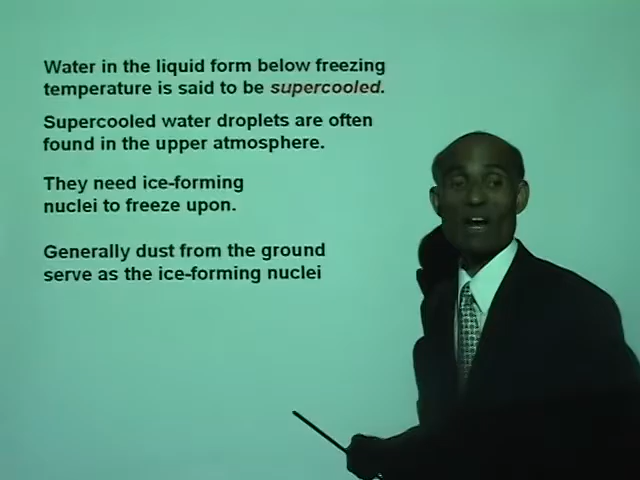 Water in the liquid form below freezing
temperature is said to be supercooled.
Supercooled water droplets are often
found in the upper atmosphere.
They need ice-forming
nuclei to freeze upon.
Generally dust from the ground
serve as the ice-forming nuclei